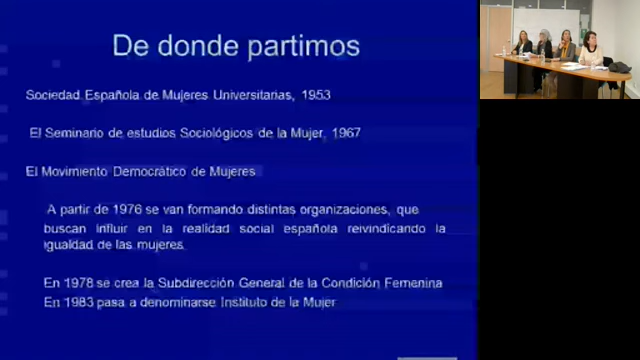 De donde partimos
Sociedad Española de Mujeres Universitarias, 1953
El Seminario de estudios Sociológicos de la Mujer, 1967
El Movimiento Democrático de Mujeres
A partir de 1976 se van formando distintas organizaciones, que
buscan influir en la realidad social española reivindicando la
igualdad de las mujeres.
En 1978 se crea la Subdirección General de la Condición Femenina
En 1983 pasa a denominarse Instituto de la Mujer